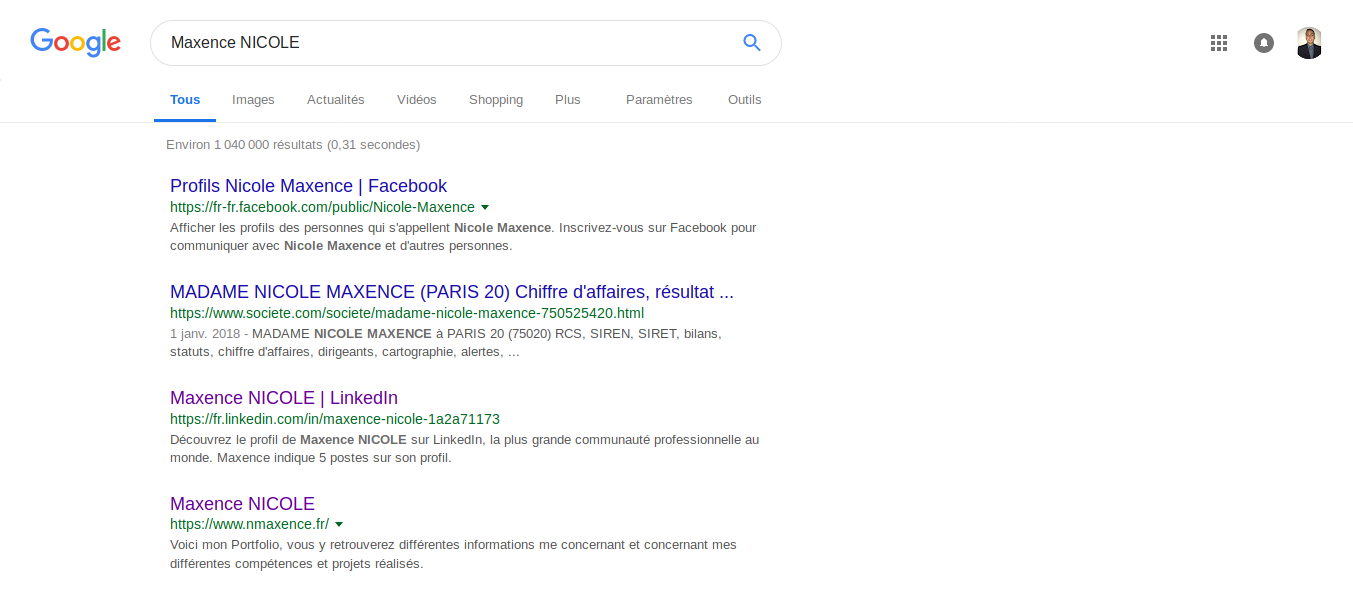 Google
Maxence NICOLE
Tous Images Actualités Vidéos Shopping Plus Paramètres Outils
Environ 1 040 000 résultats (0,31 secondes)
Profils Nicole Maxence | Facebook
https://fr-fr.facebook.com/public/Nicole-Maxence
Afficher les profils des personnes qui s'appellent Nicole Maxence. Inscrivez-vous sur Facebook pour
communiquer avec Nicole Maxence et d'autres personnes.
MADAME NICOLE MAXENCE (PARIS 20) Chiffre d'affaires, résultat ...
https://www.societe.com/societe/madame-nicole-maxence-750525420.html
1 janv. 2018 - MADAME NICOLE MAXENCE à PARIS 20 (75020) RCS, SIREN, SIRET, bilans,
statuts, chiffre d'affaires, dirigeants, cartographie, alertes, ...
Maxence NICOLE | LinkedIn
https://fr.linkedin.com/in/maxence-nicole-1a2a71173
Découvrez le profil de Maxence NICOLE sur LinkedIn, la plus grande communauté professionnelle au
monde. Maxence indique 5 postes sur son profil.
Maxence NICOLE
https://www.nmaxence.fr/
Voici mon Portfolio, vous y retrouverez différentes informations me concernant et concernant mes
différentes compétences et projets réalisés.